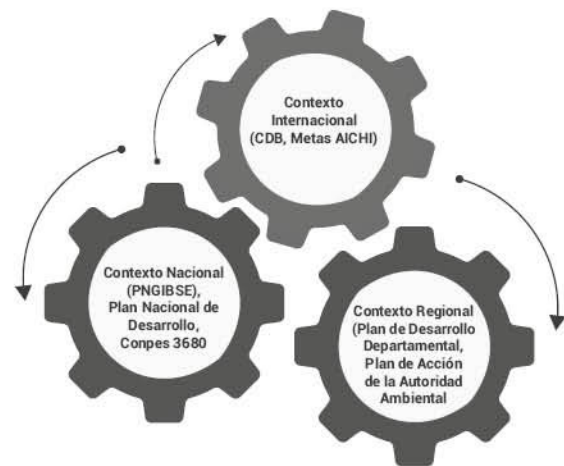 Contexto
Internacional
(CDB, Metas AICHI)
Contexto Nacional
(PNGIBSE),
Plan Nacional de
Desarrollo,
Conpes 3680
Contexto Regional
(Plan de Desarrollo
Departamental,
Plan de Acción
de la Autoridad
Ambiental